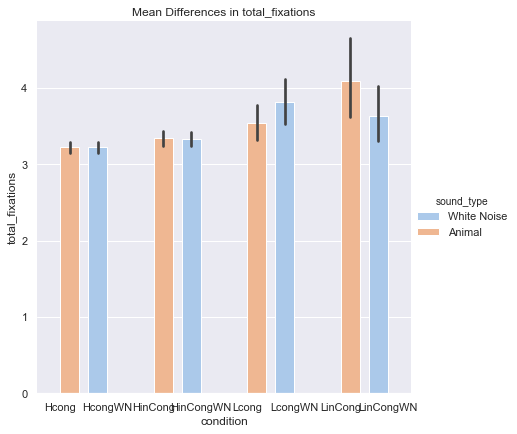 Mean Differences in total_fixations
total_fixations
4
3
2
1
0
Hcong HcongWN HinCong HinCongWN Lcong LcongWN LinCong LinCongWN
condition
sound_type
White Noise
Animal